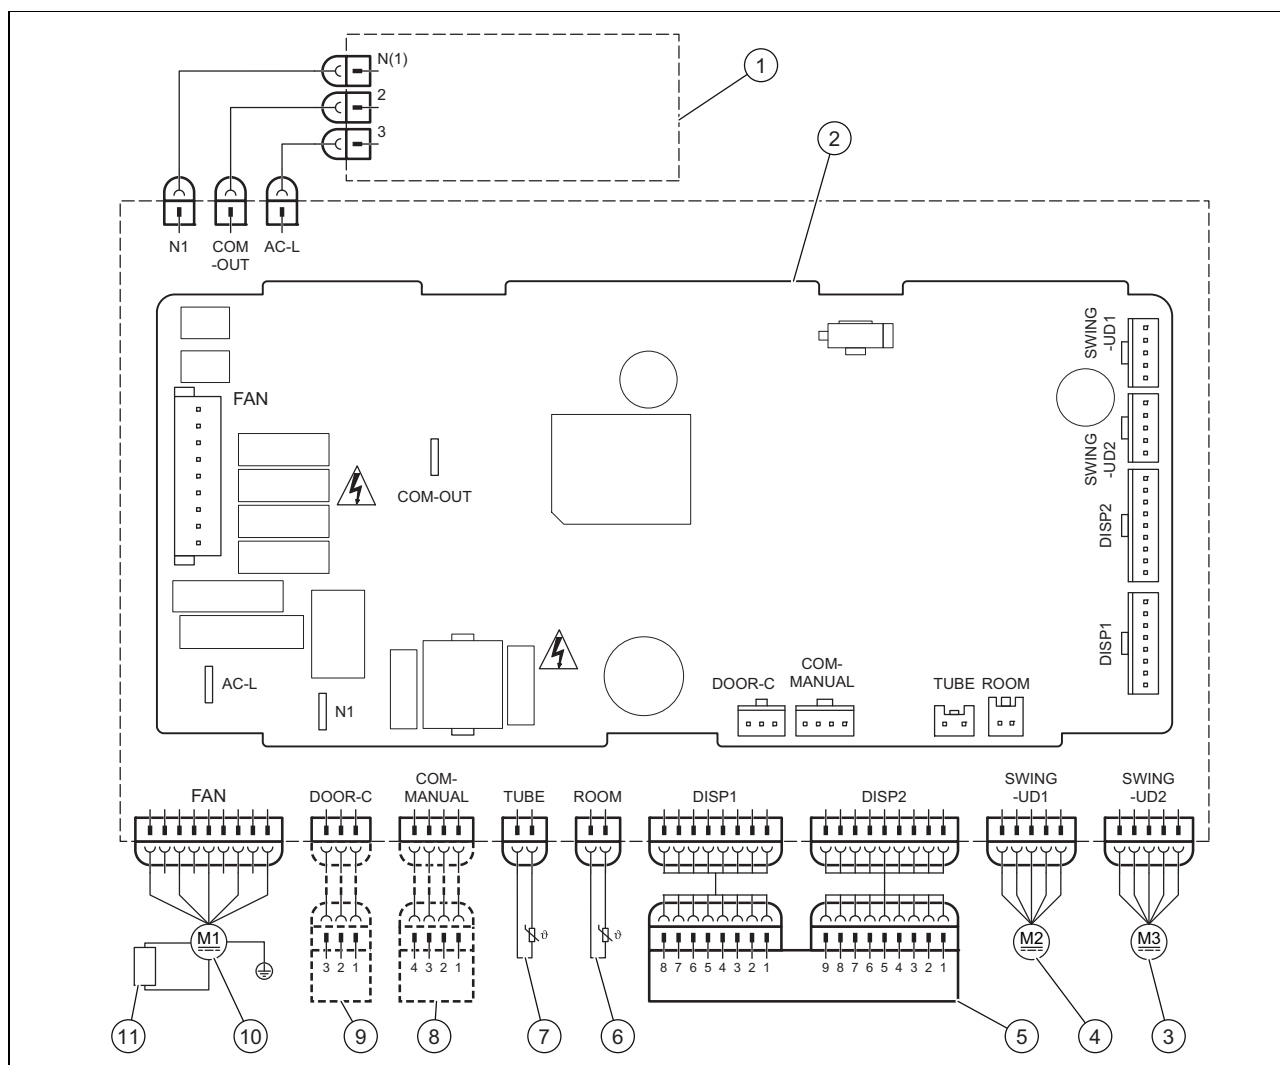 N(1)
1
2
3
2
N1
COM
-OUT
AC-L
SWING
-UD1
FAN
SWING
-UD2
COM-OUT
DISP2
DISP1
AC-L
N1
DOOR-C
COM-
MANUAL
TUBE
ROOM
FAN
DOOR-C
COM-
MANUAL
TUBE
ROOM
DISP1
DISP2
SWING
-UD1
SWING
-UD2
M1
ϑ
ϑ
M2
M3
3 2 1
4 3 2 1
8 7 6 5 4 3 2 1
9 8 7 6 5 4 3 2 1
11
10
9
8
7
6
5
4
3